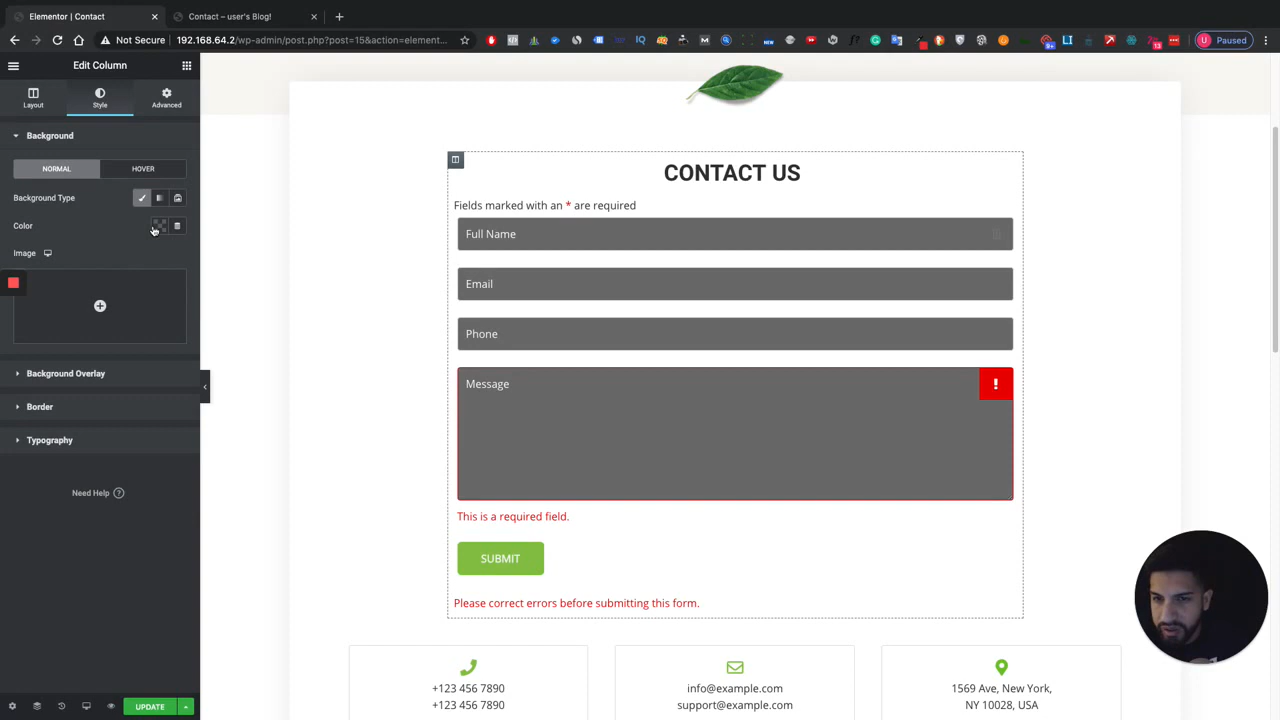 Elementor | Contact
Contact – user's Blog!
Not Secure
192.168.64.2/wp-admin/post.php?post=15&action=element...
Paused
Edit Column
Layout
Style
Advanced
Background
NORMAL
HOVER
Background Type
Color
Image
Background Overlay
Border
Typography
Need Help
UPDATE
CONTACT US
Fields marked with an * are required
Full Name
Email
Phone
Message
This is a required field.
SUBMIT
Please correct errors before submitting this form.
+123 456 7890
+123 456 7890
info@example.com
support@example.com
1569 Ave, New York,
NY 10028, USA